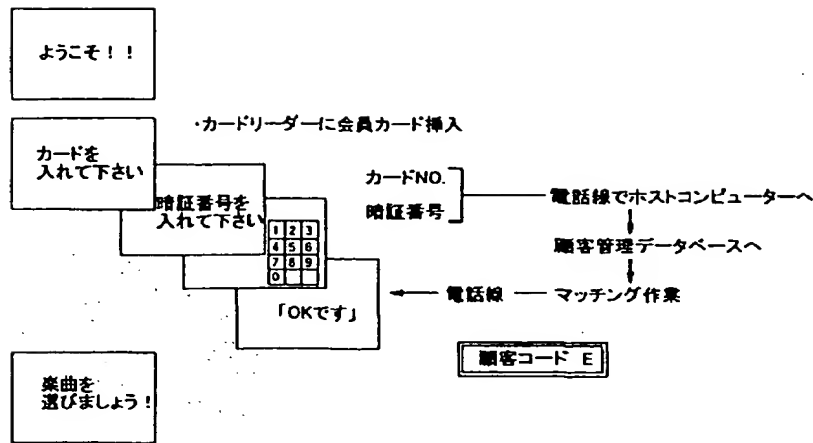 ようこそ！！
・カードリーダーに会員カード挿入
カードを
入れて下さい
カードNO.
暗証番号
電話線でホストコンピューターへ
暗証番号を
入れて下さい
1 2 3
4 5 6
7 8 9
0
顧客管理データベースへ
マッチング作業
電話線
「OKです」
顧客コード E
楽曲を
選びましょう！